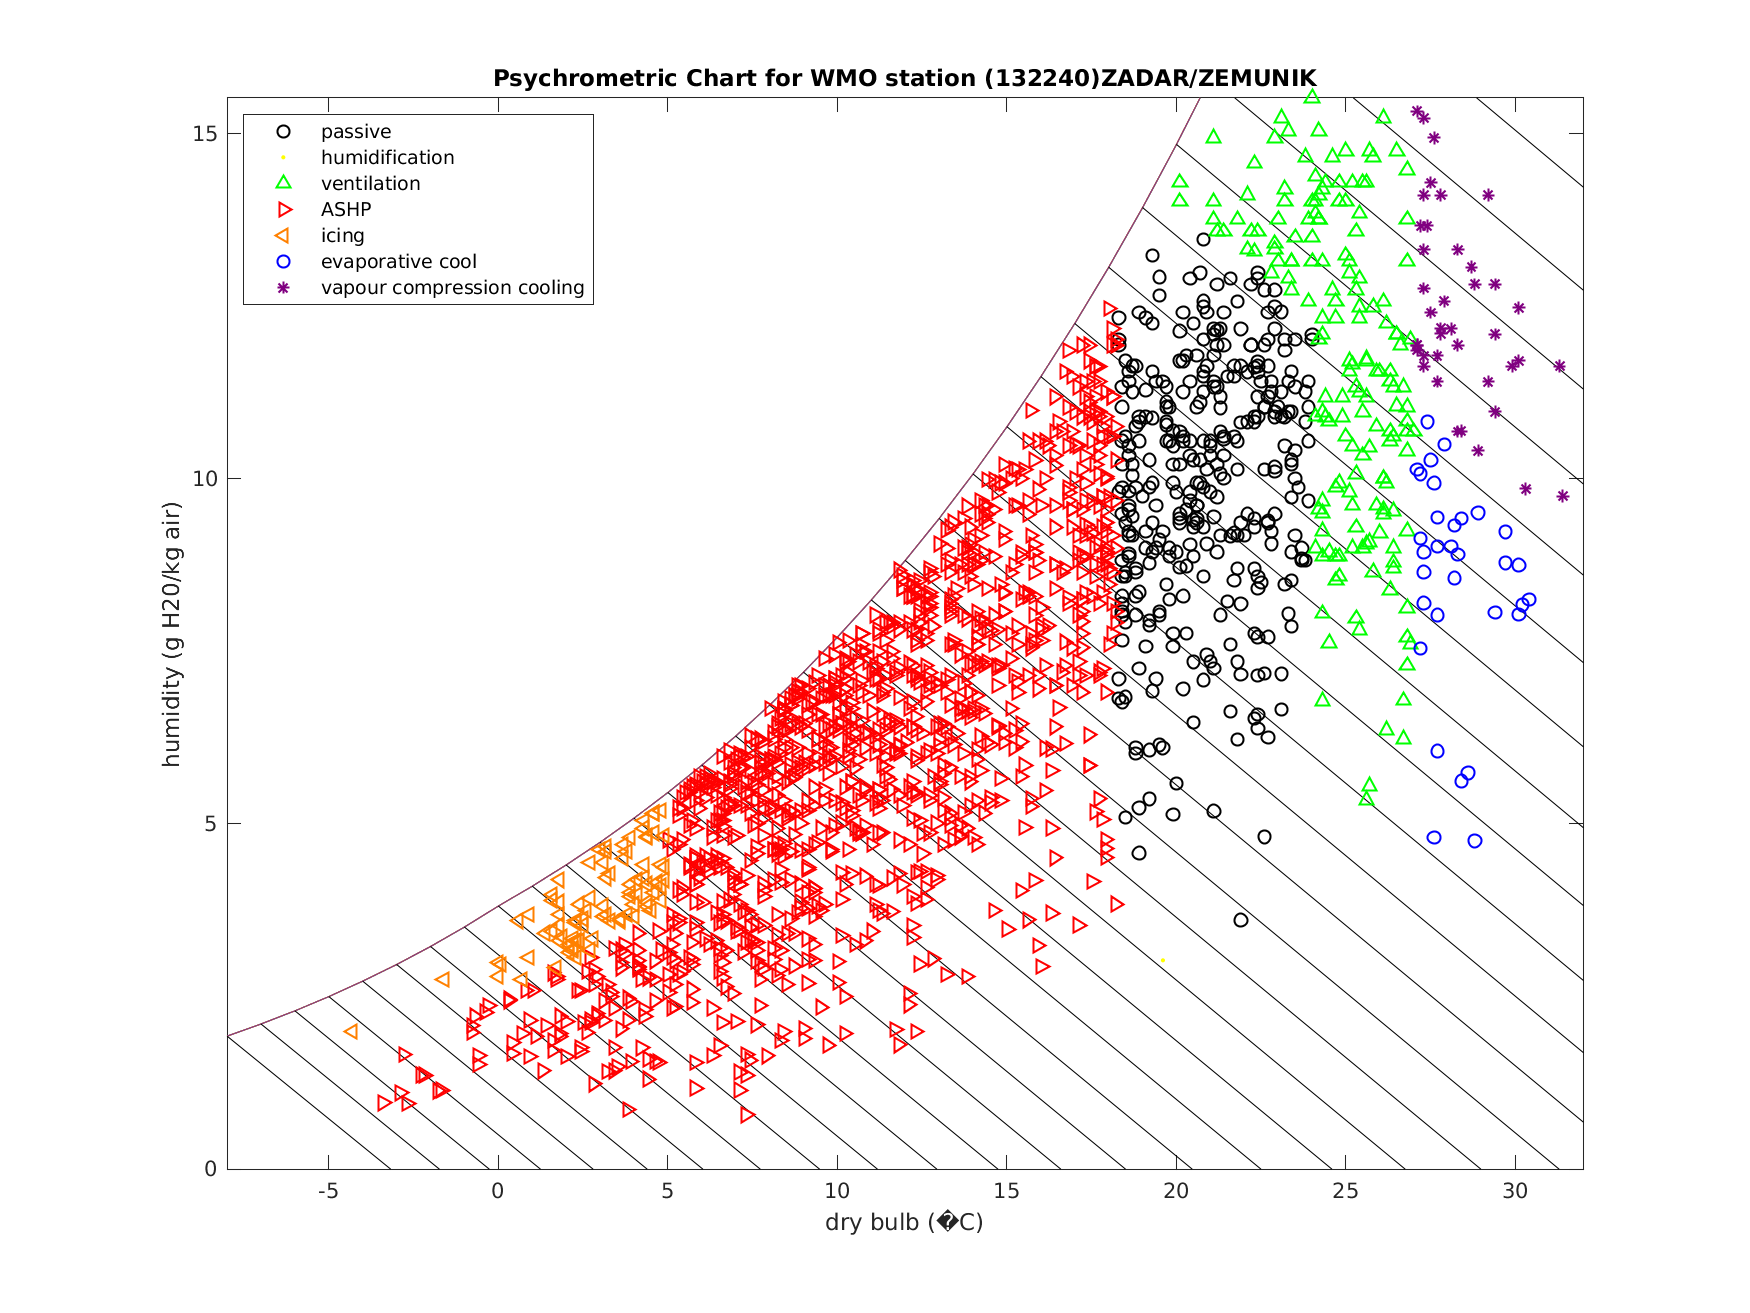 Psychrometric Chart for WMO station (132240)ZADAR/ZEMUNIK
passive
humidification
ventilation
ASHP
icing
evaporative cool
vapour compression cooling
15
10
5
0
humidity (g H20/kg air)
-5
0
5
10
15
20
25
30
dry bulb (�C)